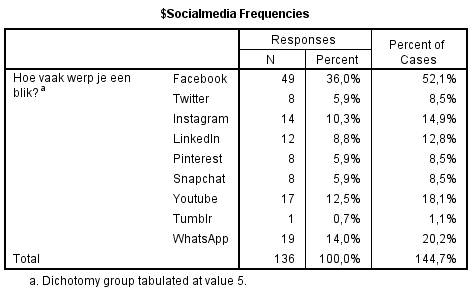 $Socialmedia Frequencies
Responses
N Percent Percent of Cases
Hoe vaak werp je een blik? a Facebook 49 36,0% 52,1%
Twitter 8 5,9% 8,5%
Instagram 14 10,3% 14,9%
LinkedIn 12 8,8% 12,8%
Pinterest 8 5,9% 8,5%
Snapchat 8 5,9% 8,5%
Youtube 17 12,5% 18,1%
Tumblr 1 0,7% 1,1%
WhatsApp 19 14,0% 20,2%
Total 136 100,0% 144,7%
a. Dichotomy group tabulated at value 5.